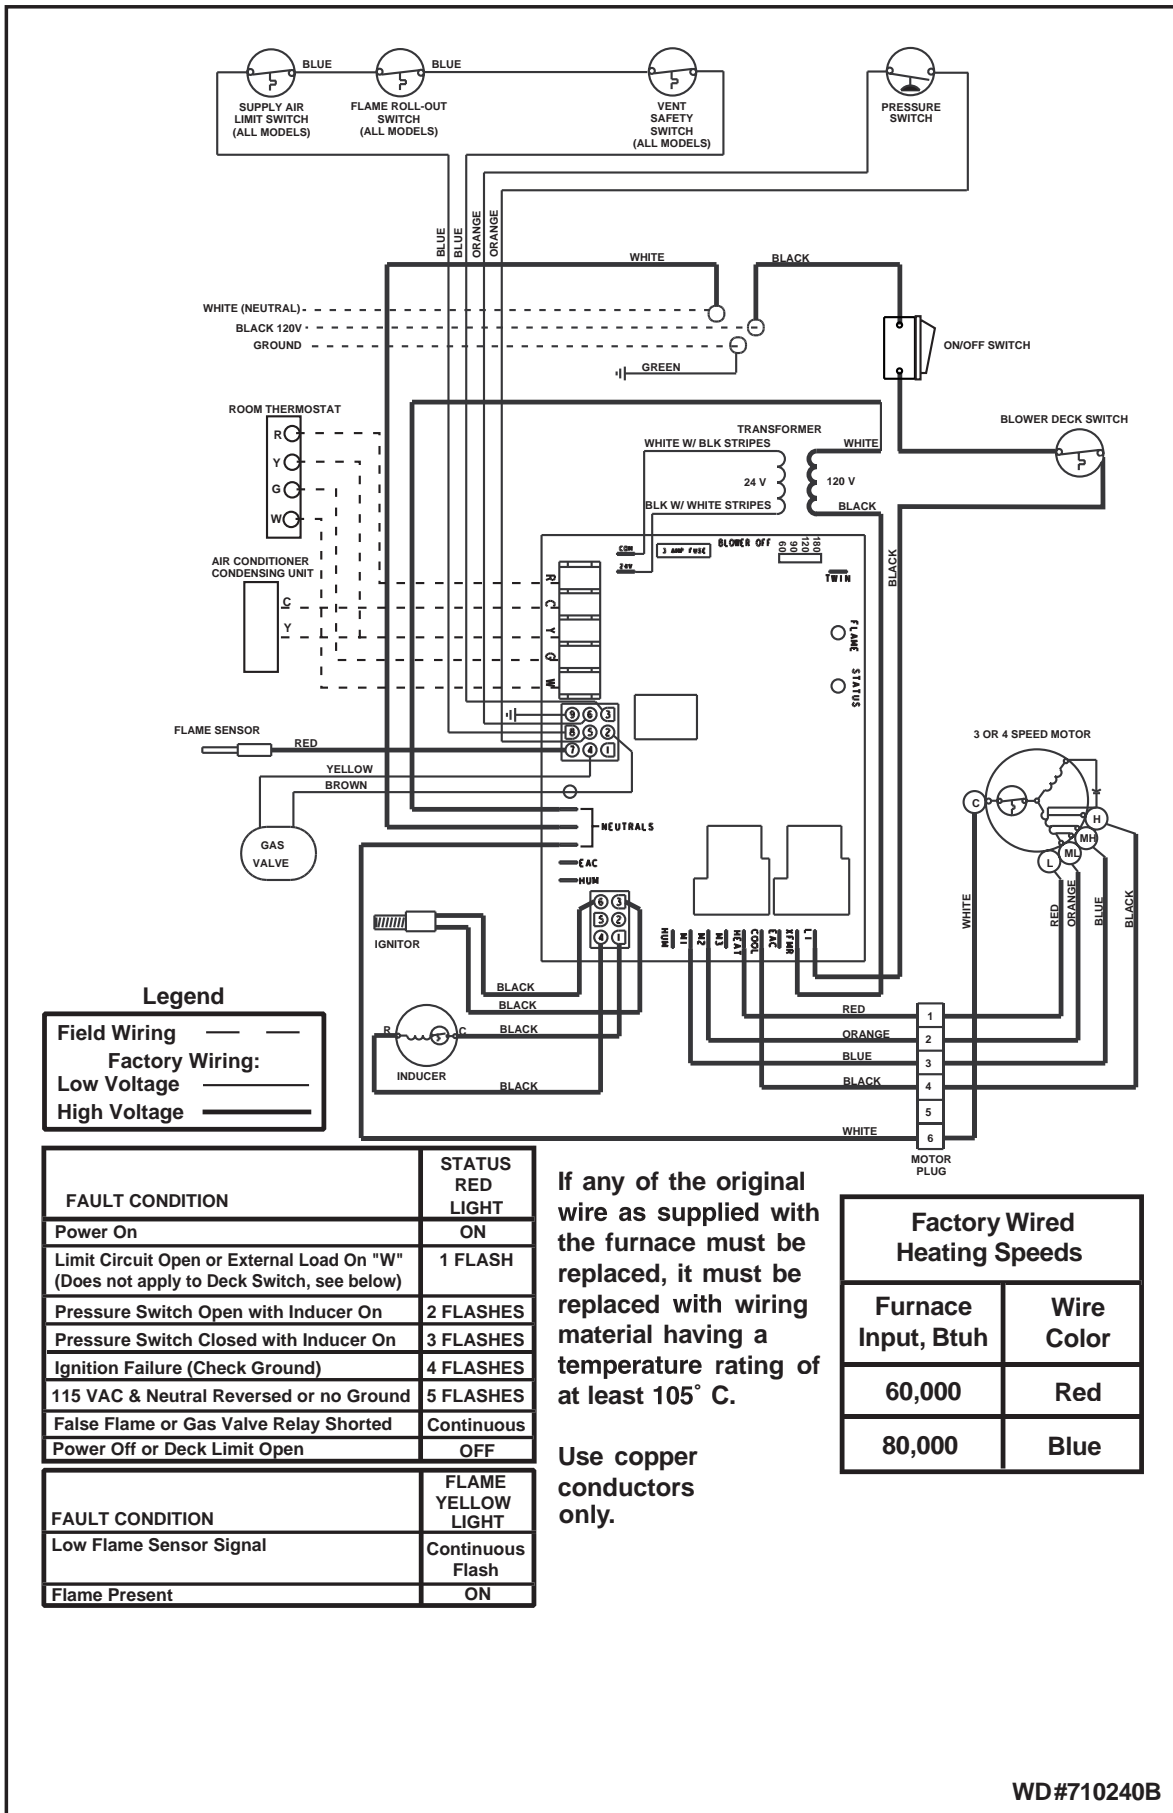 BLUE
BLUE
SUPPLY AIR
LIMIT SWITCH
(ALL MODELS)
FLAME ROLL-OUT
SWITCH
(ALL MODELS)
VENT
SAFETY
SWITCH
(ALL MODELS)
PRESSURE
SWITCH
BLUE
BLUE
ORANGE
ORANGE
WHITE
BLACK
WHITE (NEUTRAL)
BLACK 120V
GROUND
GREEN
ON/OFF SWITCH
ROOM THERMOSTAT
R
Y
G
W
TRANSFORMER
WHITE W/ BLK STRIPES
WHITE
24 V
120 V
BLK W/ WHITE STRIPES
BLACK
BLOWER DECK SWITCH
BLACK
AIR CONDITIONER
CONDENSING UNIT
C
Y
COM
24V
3 AMP FUSE
BLOWER OFF
60
90
120
180
TWIN
R
C
Y
G
W
FLAME
STATUS
9 6 3
8 5 2
7 4 1
FLAME SENSOR
RED
YELLOW
BROWN
GAS
VALVE
NEUTRALS
EAC
HUM
3 OR 4 SPEED MOTOR
C
H
MH
ML
L
WHITE
RED
ORANGE
BLUE
BLACK
IGNITOR
6 3
5 2
4 1
HUM
M1
M2
M3
HEAT
COOL
EAC
XFMR
L1
BLACK
BLACK
R
C
BLACK
INDUCER
BLACK
RED
1
ORANGE
2
BLUE
3
BLACK
4
5
WHITE
6
MOTOR
PLUG
Legend
Field Wiring
Factory Wiring:
Low Voltage
High Voltage
FAULT CONDITION
STATUS
RED
LIGHT
Power On
ON
Limit Circuit Open or External Load On "W"
(Does not apply to Deck Switch, see below)
1 FLASH
Pressure Switch Open with Inducer On
2 FLASHES
Pressure Switch Closed with Inducer On
3 FLASHES
Ignition Failure (Check Ground)
4 FLASHES
115 VAC & Neutral Reversed or no Ground
5 FLASHES
False Flame or Gas Valve Relay Shorted
Continuous
Power Off or Deck Limit Open
OFF
FAULT CONDITION
FLAME
YELLOW
LIGHT
Low Flame Sensor Signal
Continuous
Flash
Flame Present
ON
If any of the original
wire as supplied with
the furnace must be
replaced, it must be
replaced with wiring
material having a
temperature rating of
at least 105° C.
Use copper
conductors
only.
Factory Wired
Heating Speeds
Furnace
Input, Btuh
Wire
Color
60,000
Red
80,000
Blue
WD#710240B